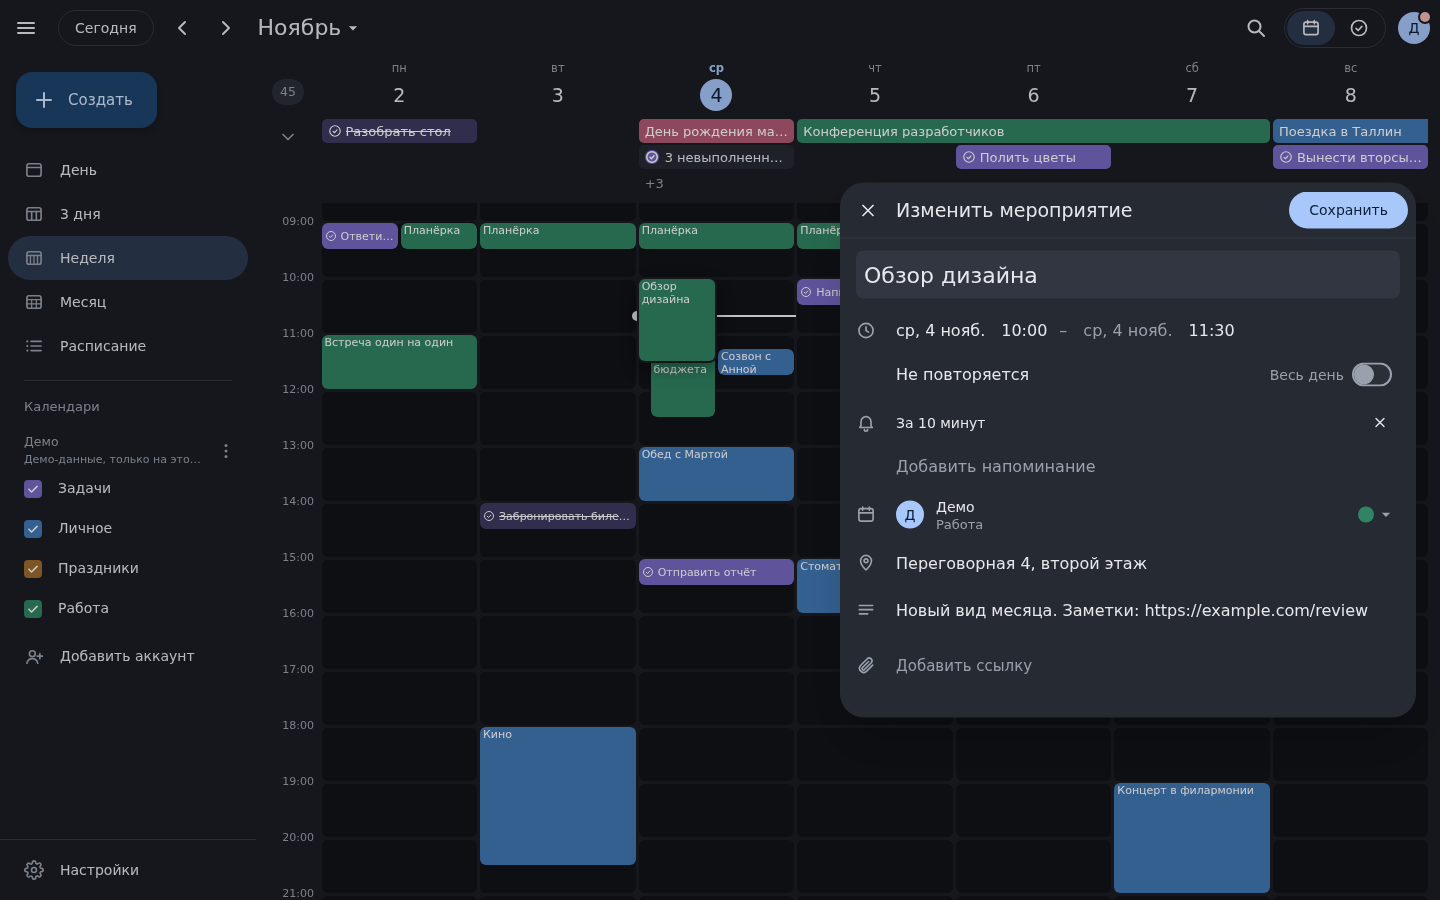 Сегодня
Ноябрь
Д
Создать
День
3 дня
Неделя
Месяц
Расписание
Календари
Демо
Демо-данные, только на это…
Задачи
Личное
Праздники
Работа
Добавить аккаунт
Настройки
45
пн
2
вт
3
ср
4
чт
5
пт
6
сб
7
вс
8
Разобрать стол
День рождения ма…
Конференция разработчиков
Поездка в Таллин
3 невыполненн…
Полить цветы
Вынести вторсы…
+3
09:00
Ответи…
Планёрка
Планёрка
Планёрка
10:00
Обзор
дизайна
11:00
Встреча один на один
Созвон с
Анной
бюджета
12:00
13:00
Обед с Мартой
14:00
Забронировать биле…
15:00
Отправить отчёт
16:00
17:00
18:00
Кино
19:00
Концерт в филармонии
20:00
21:00
Изменить мероприятие
Сохранить
Обзор дизайна
ср, 4 нояб. 10:00 – ср, 4 нояб. 11:30
Не повторяется
Весь день
За 10 минут
Добавить напоминание
Д
Демо
Работа
Переговорная 4, второй этаж
Новый вид месяца. Заметки: https://example.com/review
Добавить ссылку